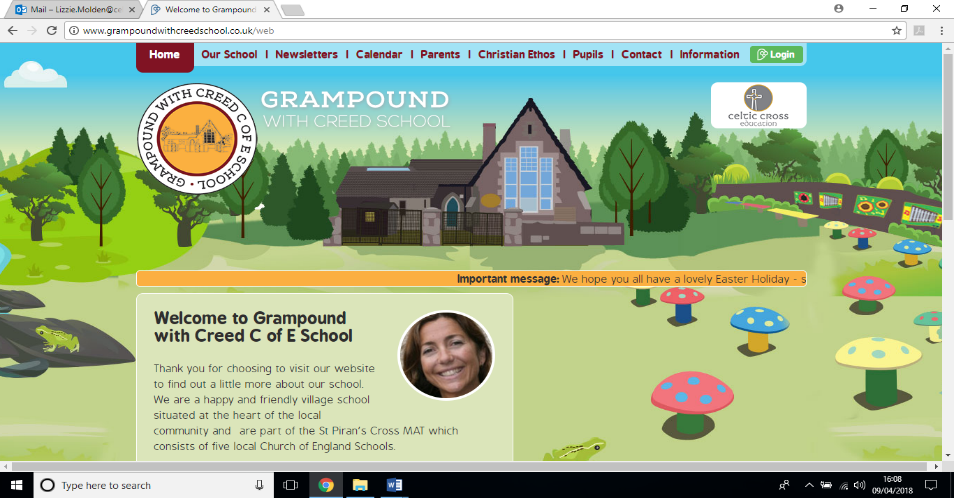 Mail – Lizzie.Molden@ce
Welcome to Grampound
www.grampoundwithcreedschool.co.uk/web
Home Our School | Newsletters | Calendar | Parents | Christian Ethos | Pupils | Contact | Information Login
GRAMPOUND WITH CREED C OF E SCHOOL
GRAMPOUND
WITH CREED SCHOOL
celtic cross
education
Important message: We hope you all have a lovely Easter Holiday - s
Welcome to Grampound
with Creed C of E School
Thank you for choosing to visit our website
to find out a little more about our school.
We are a happy and friendly village school
situated at the heart of the local
community and are part of the St Piran's Cross MAT which
consists of five local Church of England Schools.
Type here to search
16:08
09/04/2018